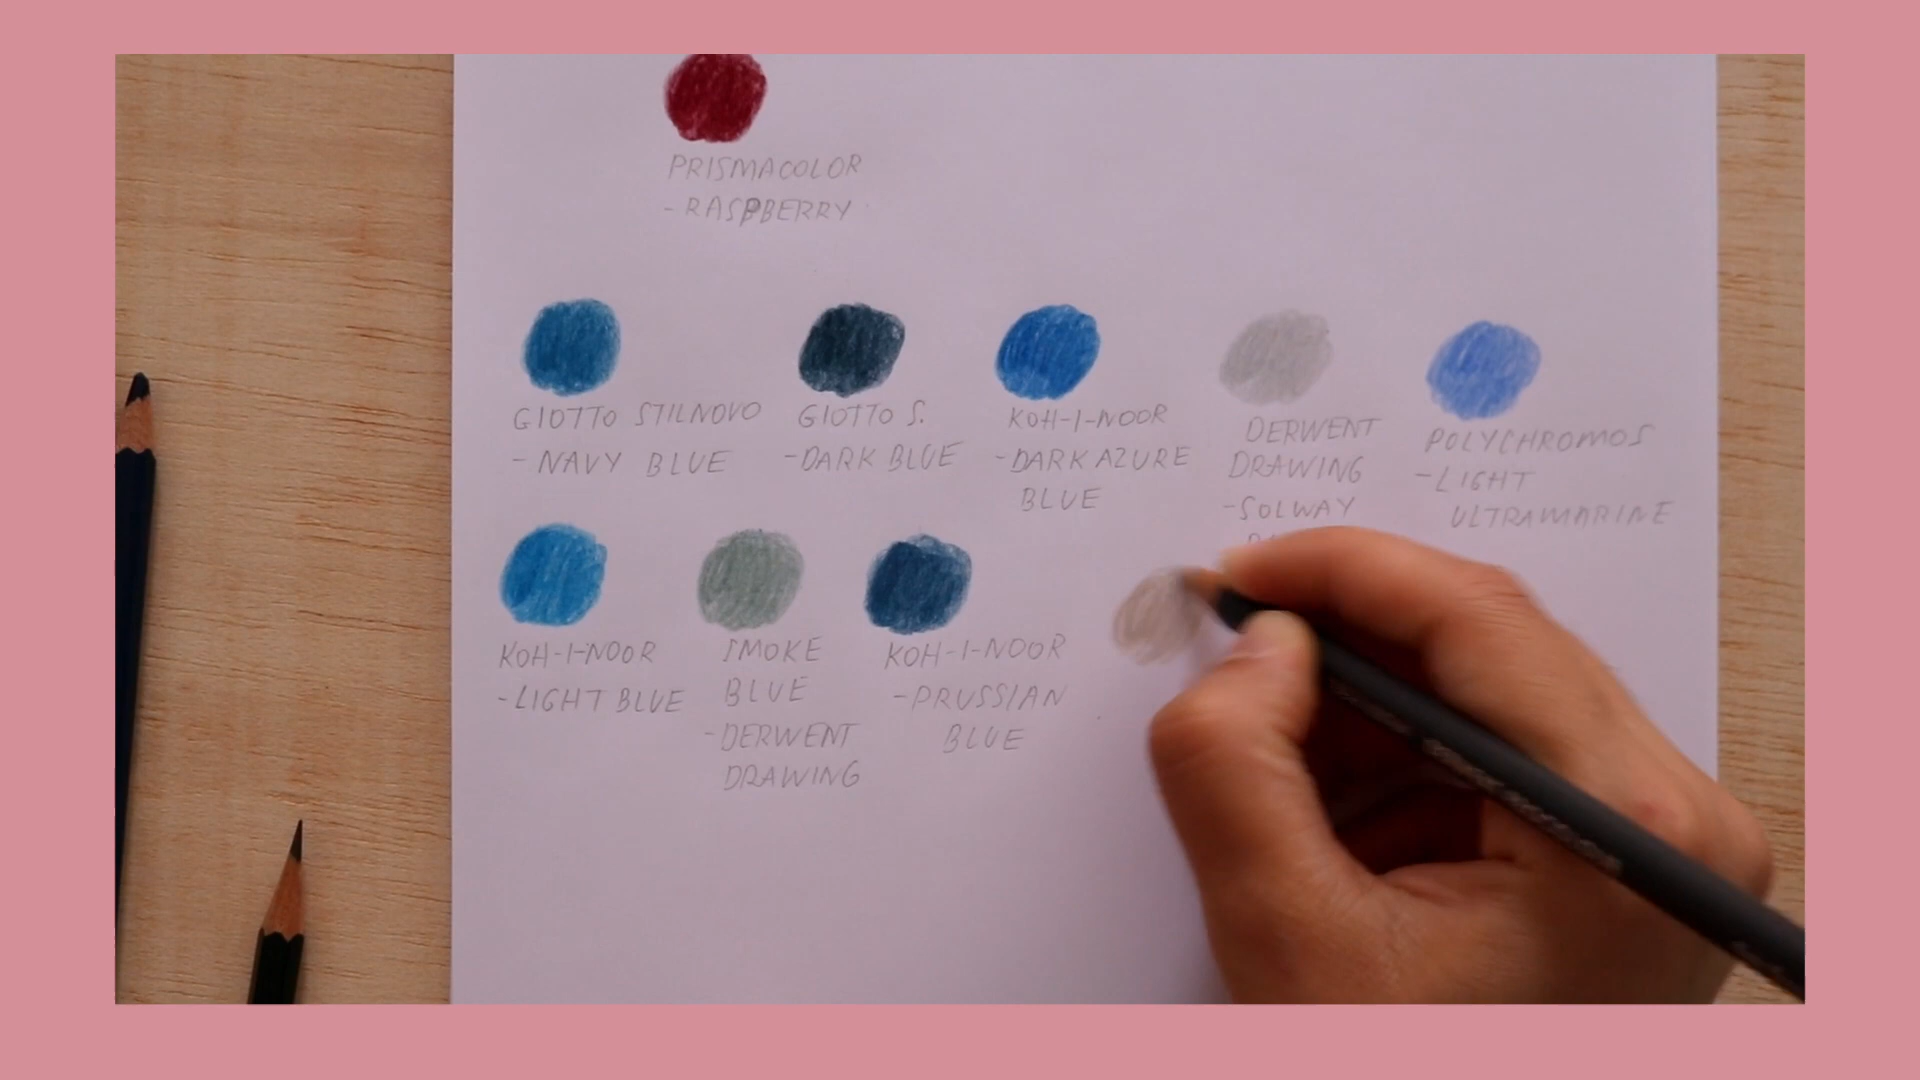 PRISMACOLOR
- RASPBERRY
GIOTTO STILNOVO
- NAVY BLUE
GIOTTO S.
- DARK BLUE
KOH-I-NOOR
- DARK AZURE
BLUE
DERWENT
DRAWING
- SOLWAY
POLYCHROMOS
- LIGHT
ULTRAMARINE
KOH-I-NOOR
- LIGHT BLUE
SMOKE
BLUE
- DERWENT
DRAWING
KOH-I-NOOR
- PRUSSIAN
BLUE